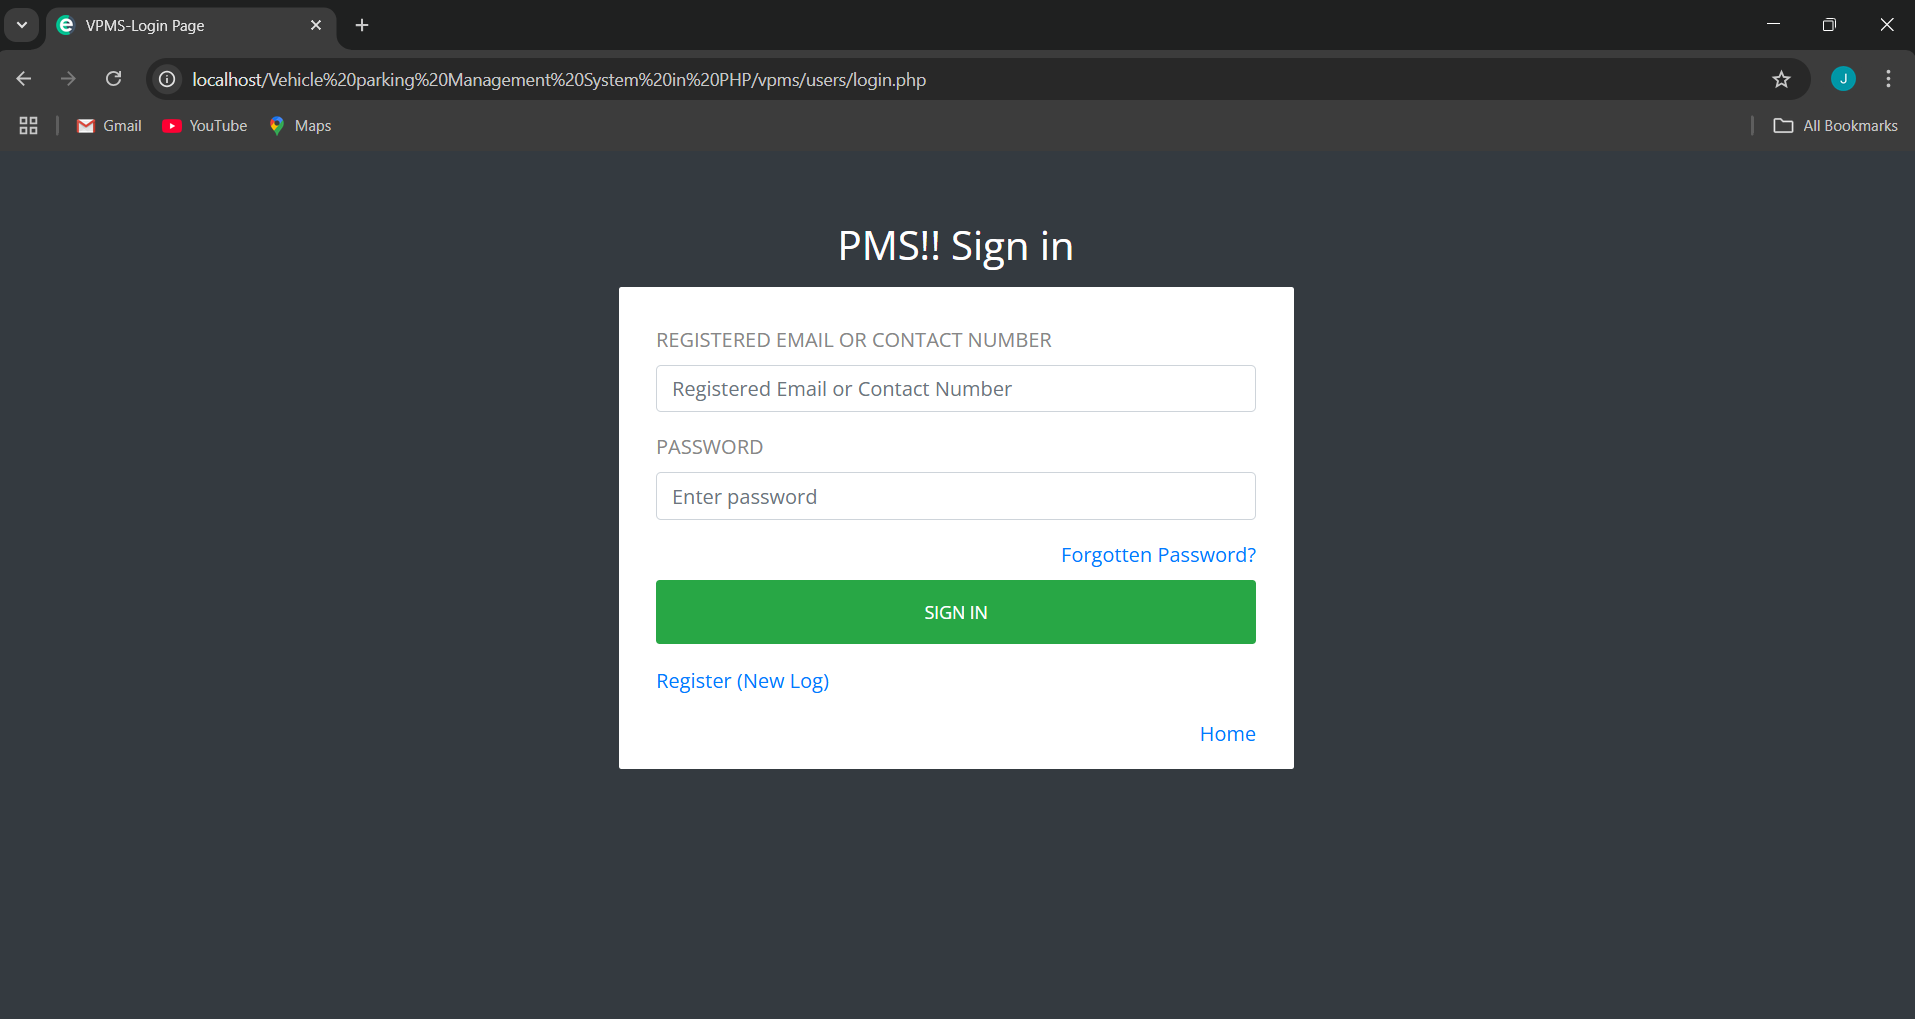 VPMS-Login Page
localhost/Vehicle%20parking%20Management%20System%20in%20PHP/vpms/users/login.php
J
Gmail
YouTube
Maps
All Bookmarks
PMS!! Sign in
REGISTERED EMAIL OR CONTACT NUMBER
Registered Email or Contact Number
PASSWORD
Enter password
Forgotten Password?
SIGN IN
Register (New Log)
Home